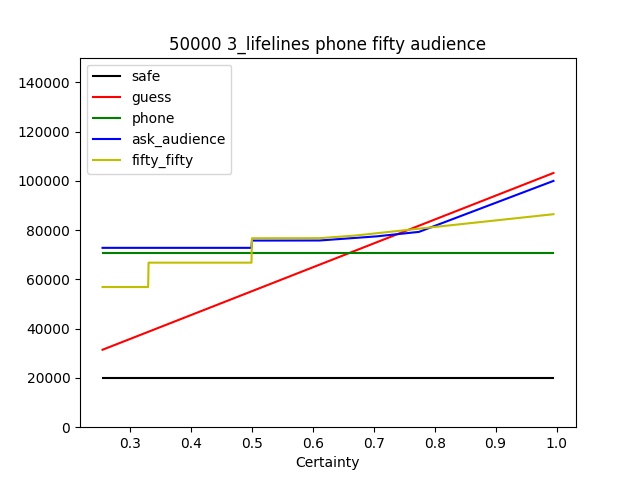 50000 3_lifelines phone fifty audience
safe
guess
phone
ask_audience
fifty_fifty
140000
120000
100000
80000
60000
40000
20000
0
0.3 0.4 0.5 0.6 0.7 0.8 0.9 1.0
Certainty